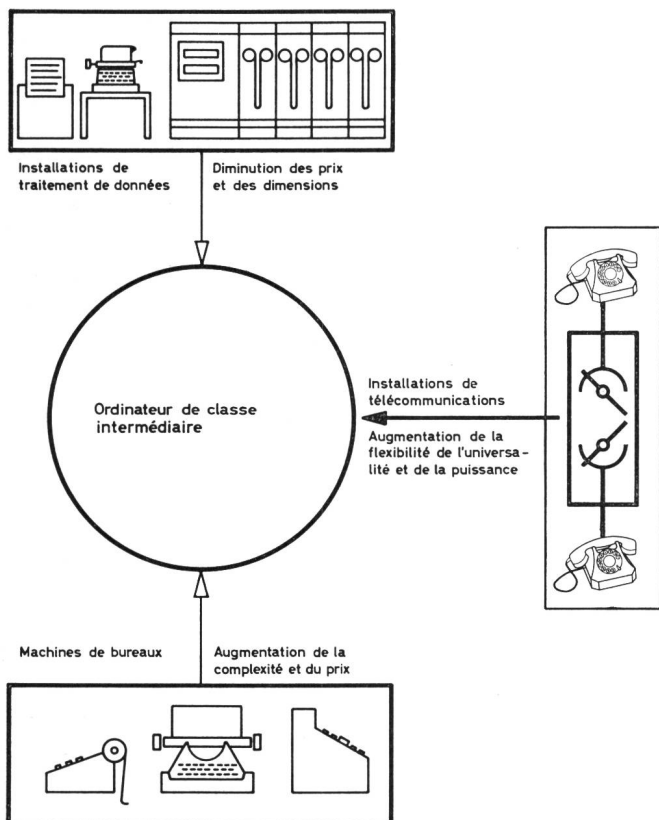 Installations de
traitement de données
Diminution des prix
et des dimensions
Ordinateur de classe
intermédiaire
Installations de
télécommunications
Augmentation de la
flexibilité de l'universa-
lité et de la puissance
Machines de bureaux
Augmentation de la
complexité et du prix